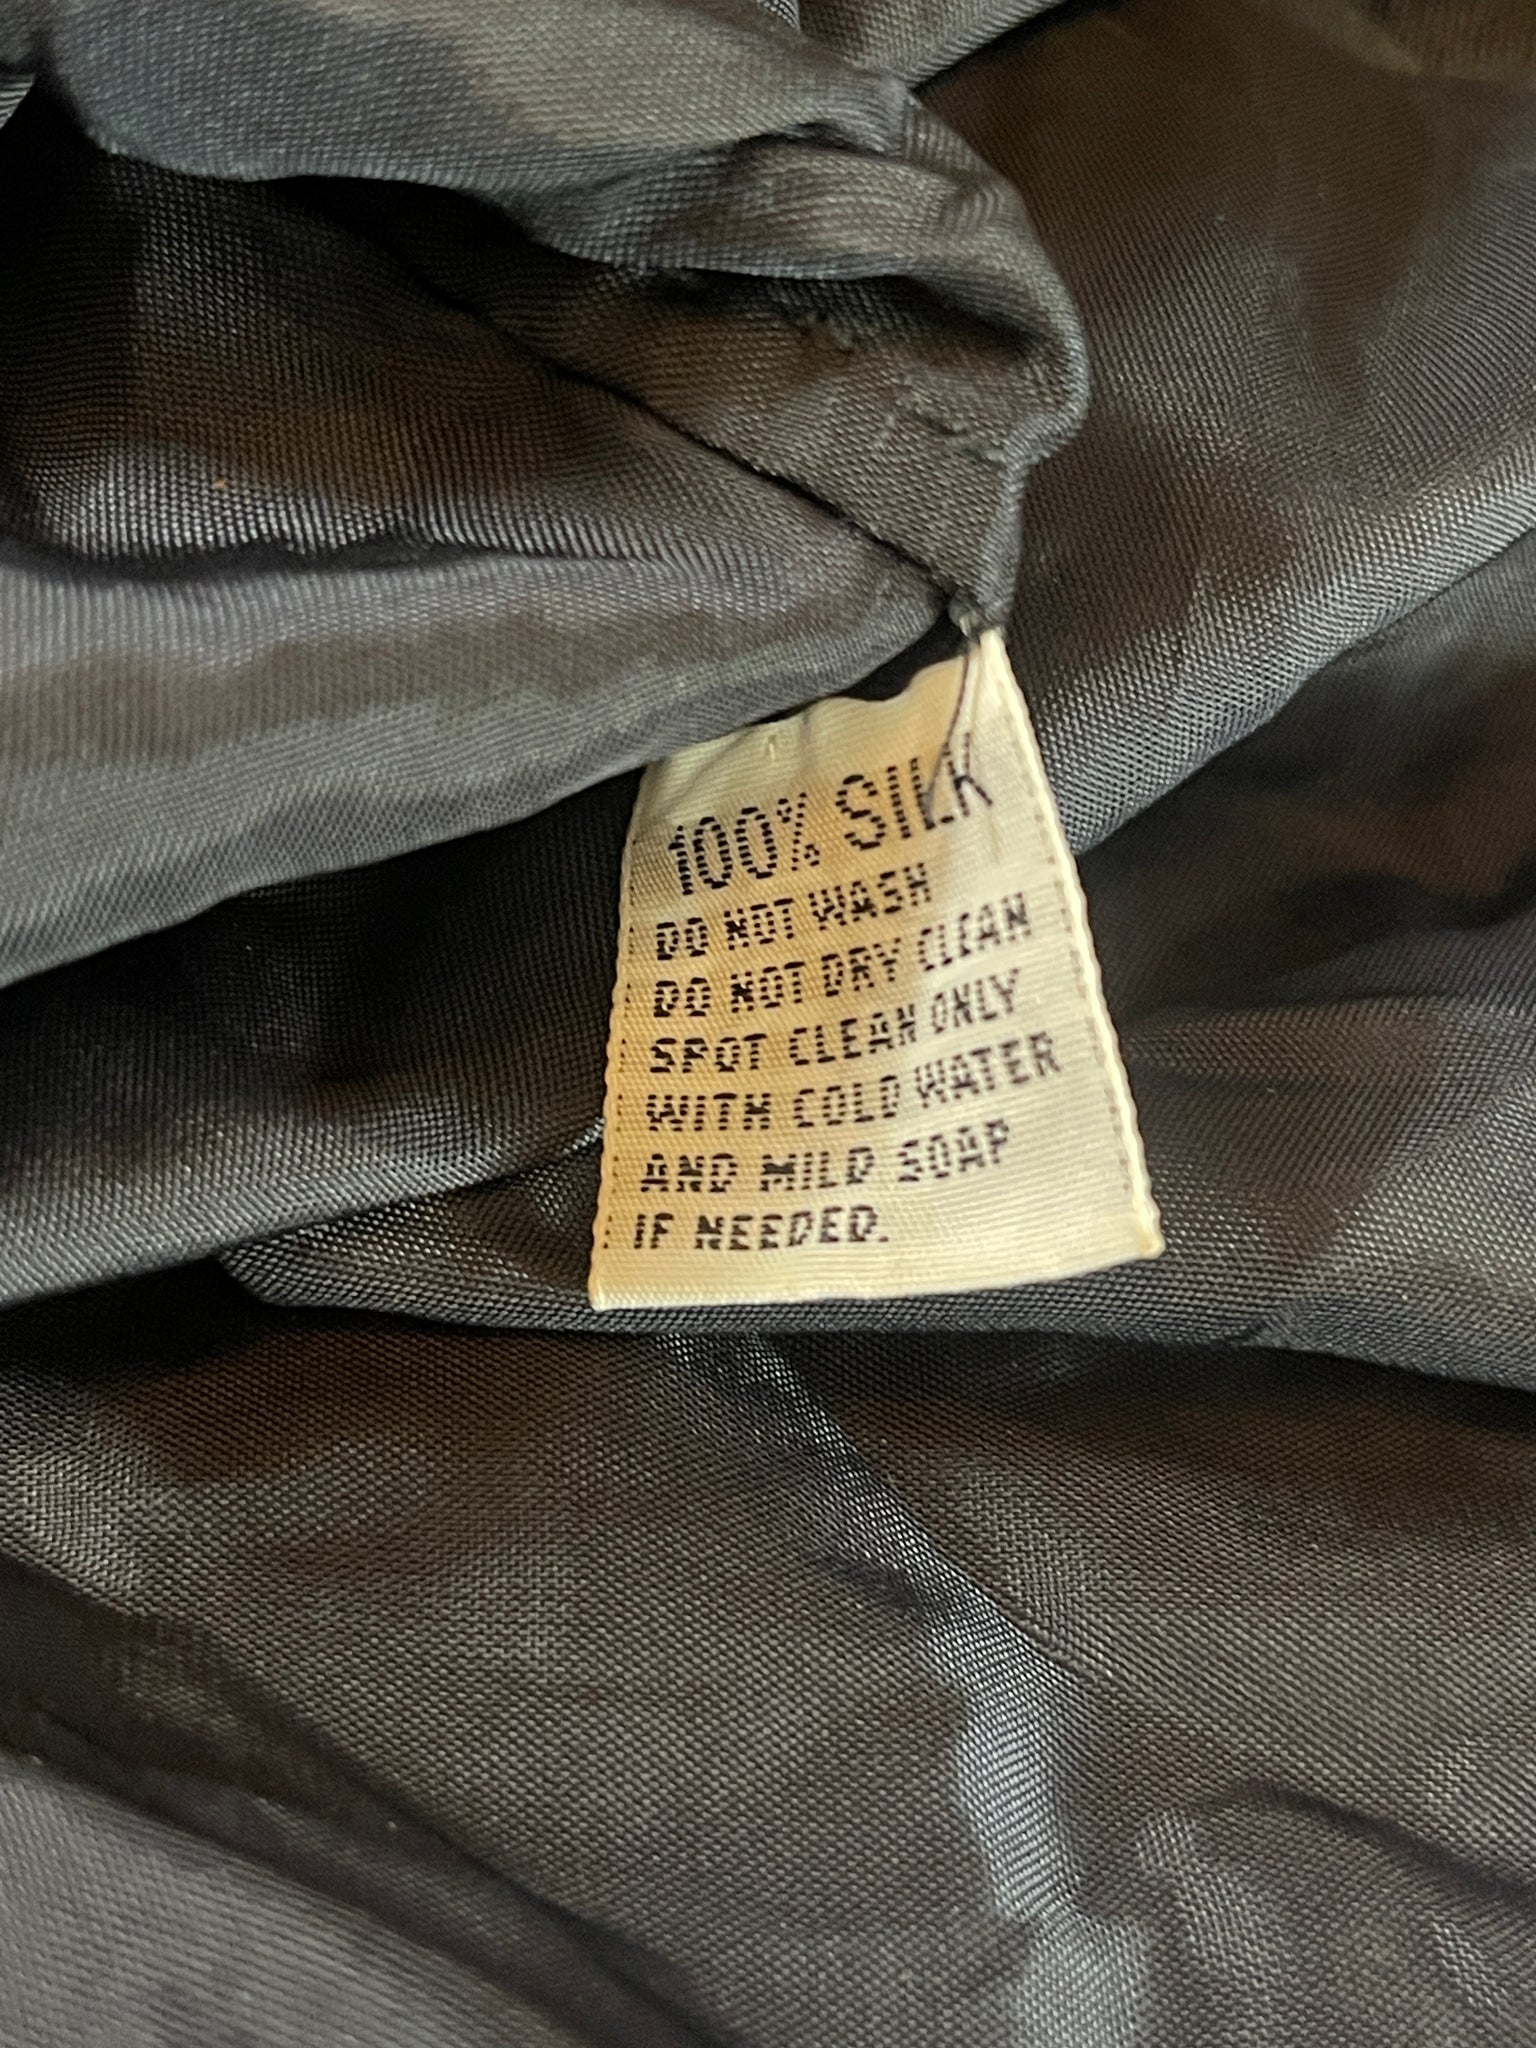 100% SILK
DO NOT WASH
DO NOT DRY CLEAN
SPOT CLEAN ONLY
WITH COLD WATER
AND MILD SOAP
IF NEEDED.